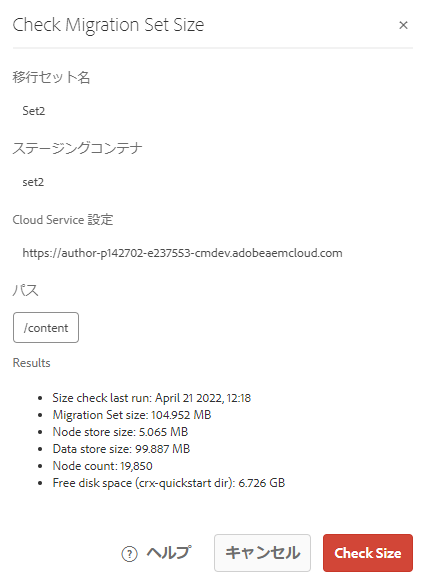 Check Migration Set Size ×
移行セット名
Set2
ステージングコンテナ
set2
Cloud Service 設定
https://author-p142702-e237553-cmdev.adobeaemcloud.com
パス
/content
Results
• Size check last run: April 21 2022, 12:18
• Migration Set size: 104.952 MB
• Node store size: 5.065 MB
• Data store size: 99.887 MB
• Node count: 19,850
• Free disk space (crx-quickstart dir): 6.726 GB
? ヘルプ キャンセル Check Size